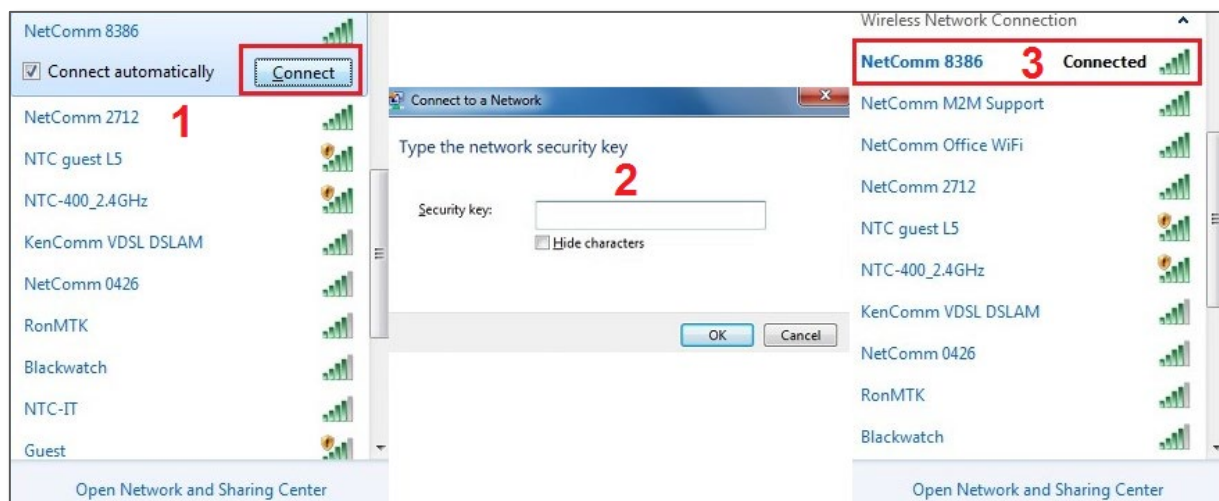 NetComm 8386
Connect automatically Connect
1
NetComm 2712
NTC guest L5
NTC-400_2.4GHz
KenComm VDSL DSLAM
NetComm 0426
RonMTK
Blackwatch
NTC-IT
Guest
Open Network and Sharing Center
Connect to a Network
Type the network security key
2
Security key:
Hide characters
OK Cancel
Wireless Network Connection
NetComm 8386 3 Connected
NetComm M2M Support
NetComm Office WiFi
NetComm 2712
NTC guest L5
NTC-400_2.4GHz
KenComm VDSL DSLAM
NetComm 0426
RonMTK
Blackwatch
Open Network and Sharing Center